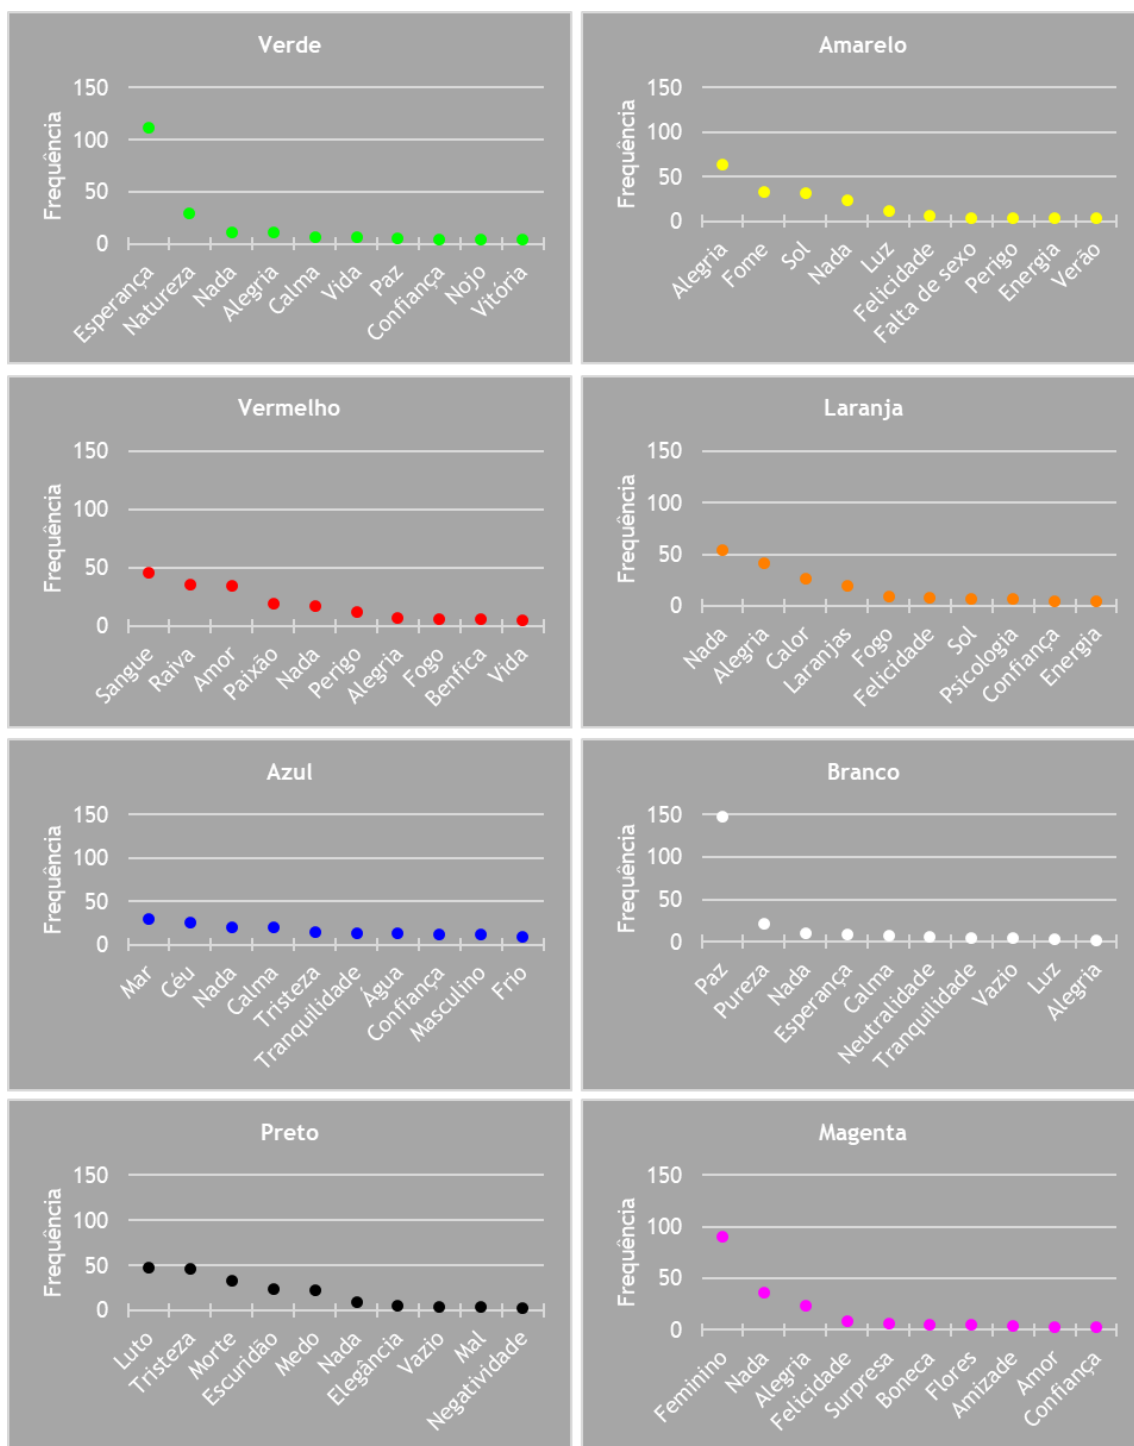 Verde
Frequência
150
100
50
0
Esperança
Natureza
Nada
Alegria
Calma
Vida
Paz
Confiança
Nojo
Vitória
Amarelo
Frequência
150
100
50
0
Alegria
Fome
Sol
Nada
Luz
Felicidade
Falta de sexo
Perigo
Energia
Verão
Vermelho
Frequência
150
100
50
0
Sangue
Raiva
Amor
Paixão
Nada
Perigo
Alegria
Fogo
Benfica
Vida
Laranja
Frequência
150
100
50
0
Nada
Alegria
Calor
Laranjas
Fogo
Felicidade
Sol
Psicologia
Confiança
Energia
Azul
Frequência
150
100
50
0
Mar
Céu
Nada
Calma
Tristeza
Tranquilidade
Água
Confiança
Masculino
Frio
Branco
Frequência
150
100
50
0
Paz
Pureza
Nada
Esperança
Calma
Neutralidade
Tranquilidade
Vazio
Luz
Alegria
Preto
Frequência
150
100
50
0
Luto
Tristeza
Morte
Escuridão
Medo
Nada
Elegância
Vazio
Mal
Negatividade
Magenta
Frequência
150
100
50
0
Feminino
Nada
Alegria
Felicidade
Surpresa
Boneca
Flores
Amizade
Amor
Confiança